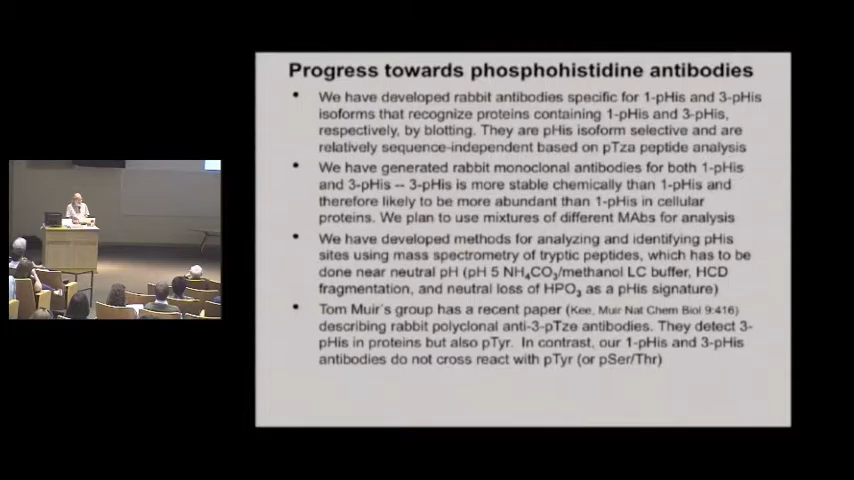 Progress towards phosphohistidine antibodies
• We have developed rabbit antibodies specific for 1-pHis and 3-pHis
isoforms that recognize proteins containing 1-pHis and 3-pHis,
respectively, by blotting. They are pHis isoform selective and are
relatively sequence-independent based on pTza peptide analysis
• We have generated rabbit monoclonal antibodies for both 1-pHis
and 3-pHis -- 3-pHis is more stable chemically than 1-pHis and
therefore likely to be more abundant than 1-pHis in cellular
proteins. We plan to use mixtures of different MAbs for analysis
• We have developed methods for analyzing and identifying pHis
sites using mass spectrometry of tryptic peptides, which has to be
done near neutral pH (pH 5 NH₄CO₃/methanol LC buffer, HCD
fragmentation, and neutral loss of HPO₃ as a pHis signature)
• Tom Muir's group has a recent paper (Kee, Muir Nat Chem Biol 9:416)
describing rabbit polyclonal anti-3-pTze antibodies. They detect 3-
pHis in proteins but also pTyr. In contrast, our 1-pHis and 3-pHis
antibodies do not cross react with pTyr (or pSer/Thr)